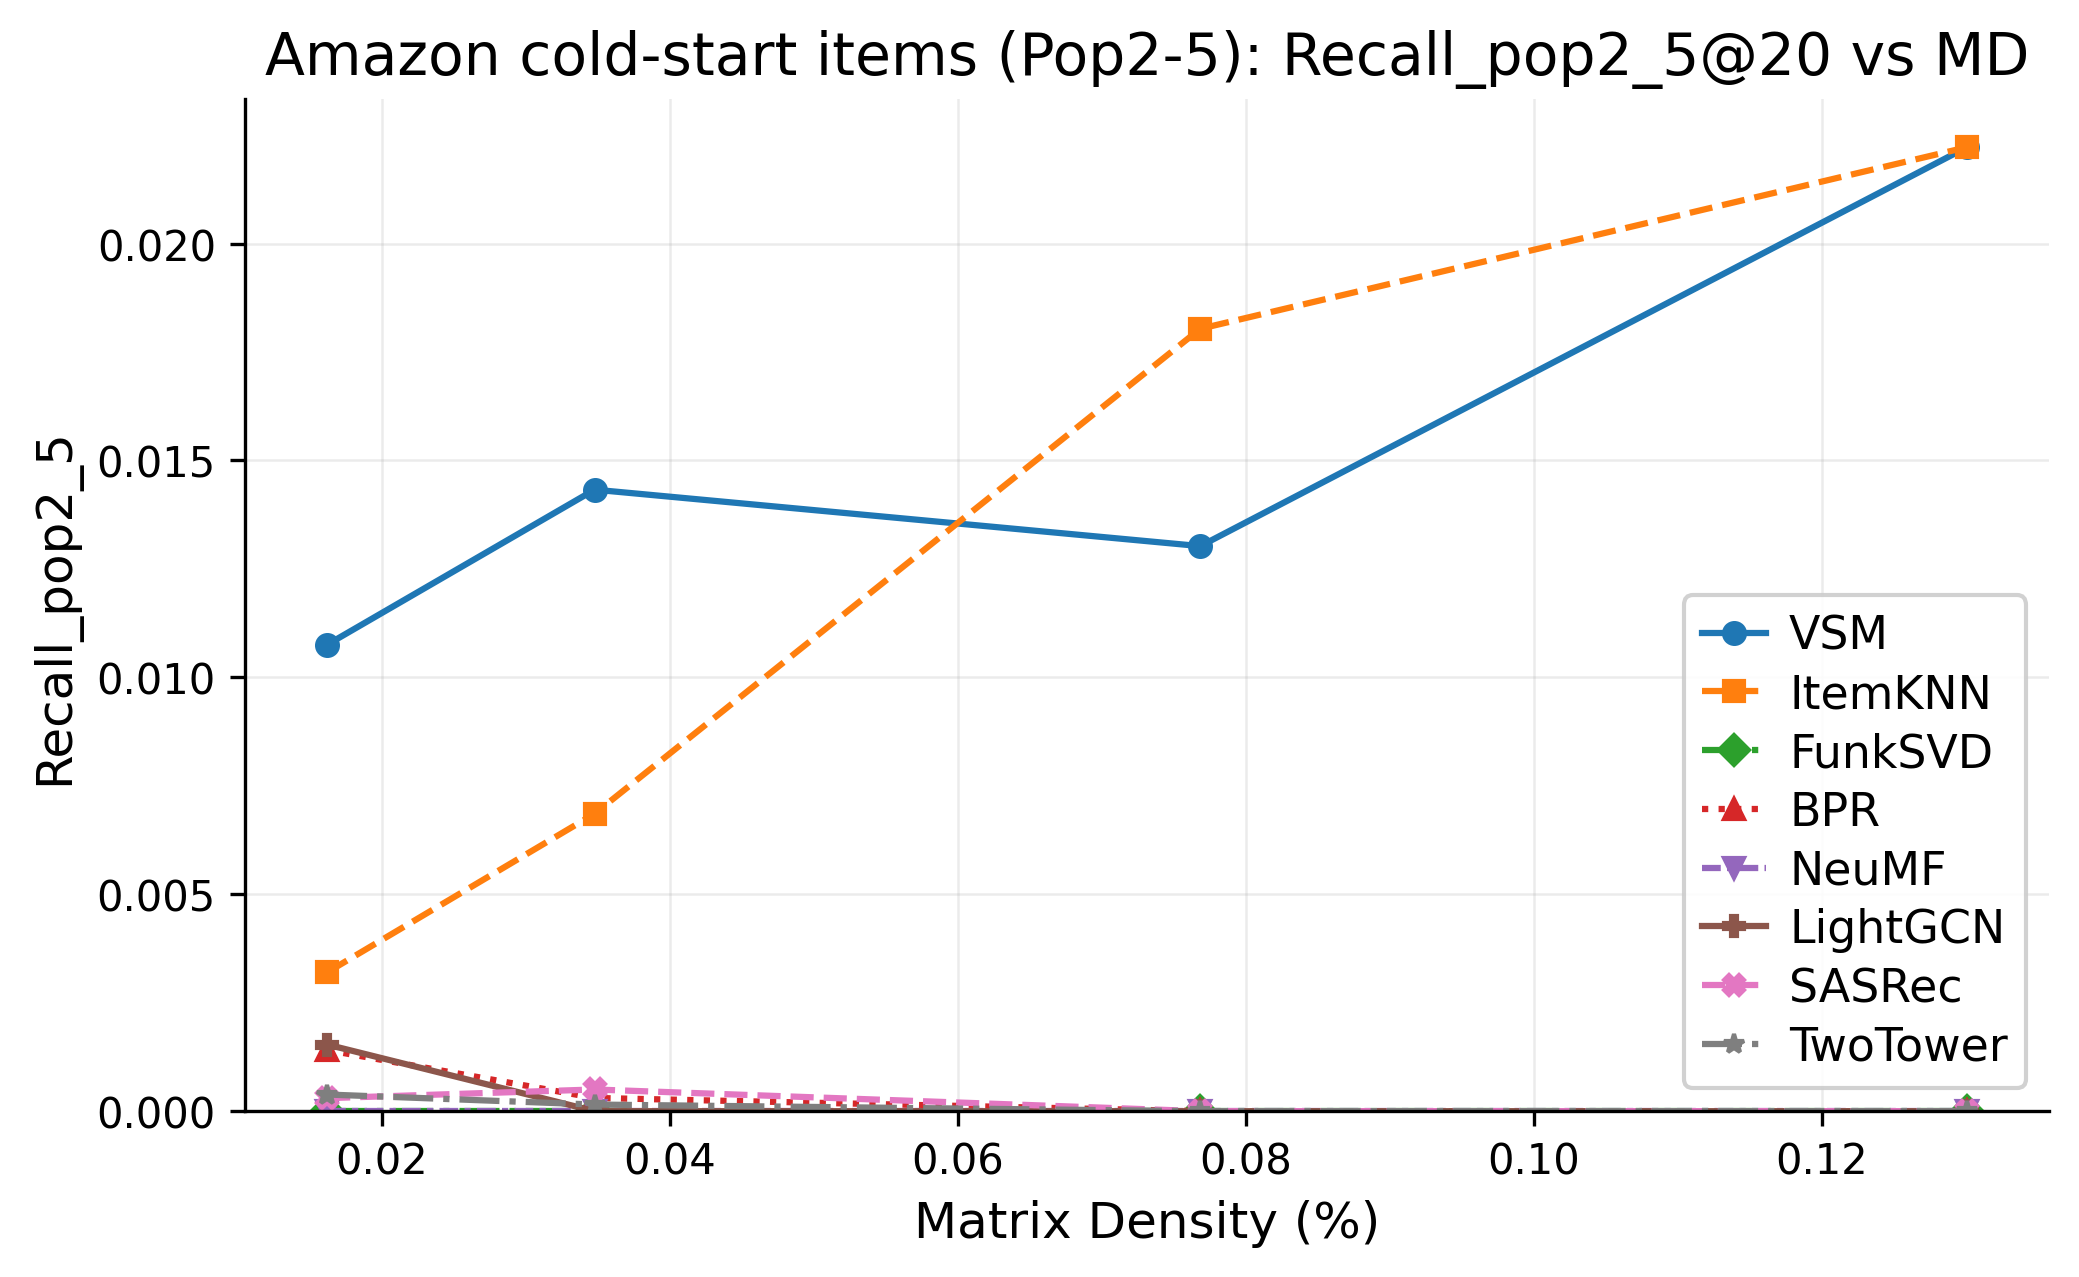 Amazon cold-start items (Pop2-5): Recall_pop2_5@20 vs MD
Recall_pop2_5
0.020
0.015
0.010
0.005
0.000
VSM
ItemKNN
FunkSVD
BPR
NeuMF
LightGCN
SASRec
TwoTower
0.02 0.04 0.06 0.08 0.10 0.12
Matrix Density (%)